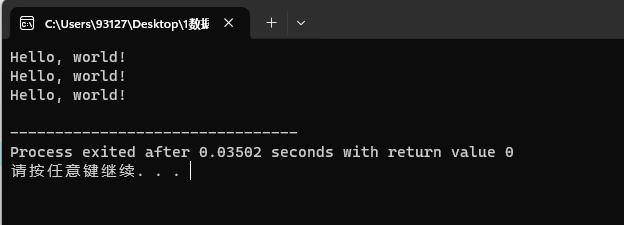 C:\Users\93127\Desktop\1数据
Hello, world!
Hello, world!
Hello, world!
--------------------------------
Process exited after 0.03502 seconds with return value 0
请按任意键继续. . .